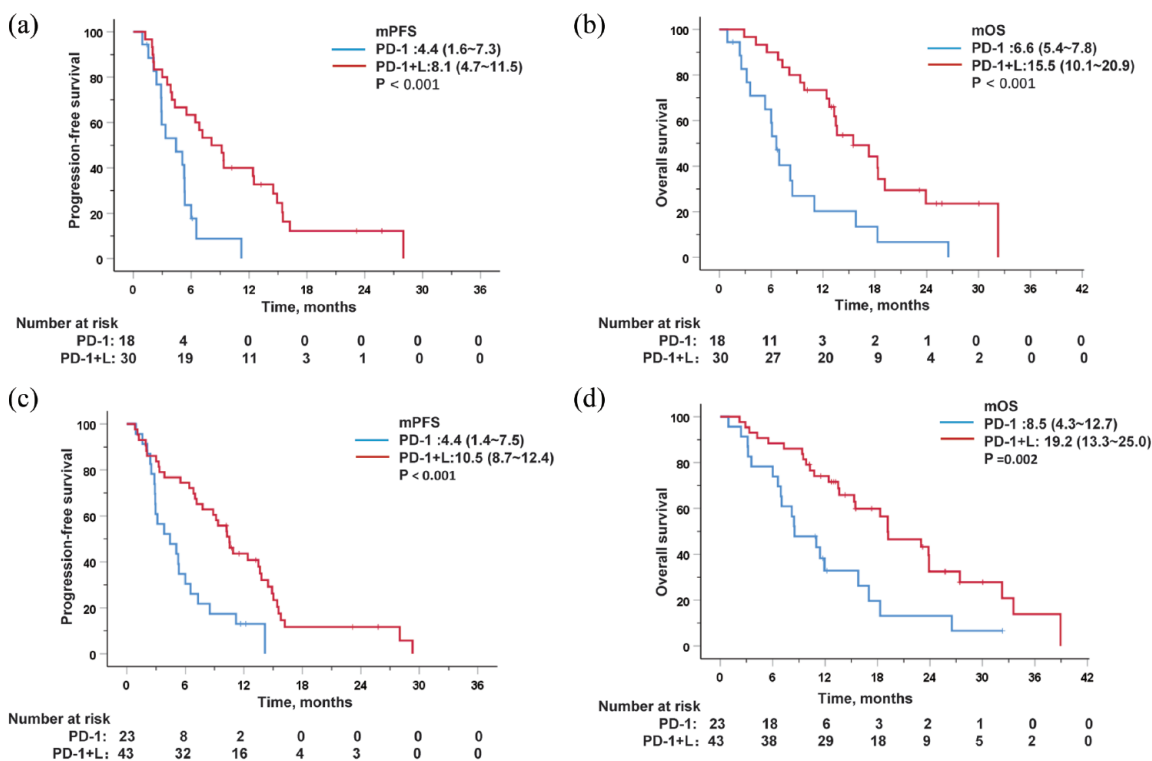 (a)
mPFS
PD-1 :4.4 (1.6~7.3)
PD-1+L:8.1 (4.7~11.5)
P < 0.001
Progression-free survival
100
80
60
40
20
0
0 6 12 18 24 30 36
Time, months
Number at risk
PD-1: 18 4 0 0 0 0 0
PD-1+L: 30 19 11 3 1 0 0
(b)
mOS
PD-1 :6.6 (5.4~7.8)
PD-1+L:15.5 (10.1~20.9)
P < 0.001
Overall survival
100
80
60
40
20
0
0 6 12 18 24 30 36 42
Time, months
Number at risk
PD-1: 18 11 3 2 1 0 0 0
PD-1+L: 30 27 20 9 4 2 0 0
(c)
mPFS
PD-1 :4.4 (1.4~7.5)
PD-1+L:10.5 (8.7~12.4)
P < 0.001
Progression-free survival
100
80
60
40
20
0
0 6 12 18 24 30 36
Time, months
Number at risk
PD-1: 23 8 2 0 0 0 0
PD-1+L: 43 32 16 4 3 0 0
(d)
mOS
PD-1 :8.5 (4.3~12.7)
PD-1+L: 19.2 (13.3~25.0)
P =0.002
Overall survival
100
80
60
40
20
0
0 6 12 18 24 30 36 42
Time, months
Number at risk
PD-1: 23 18 6 3 2 1 0 0
PD-1+L: 43 38 29 18 9 5 2 0